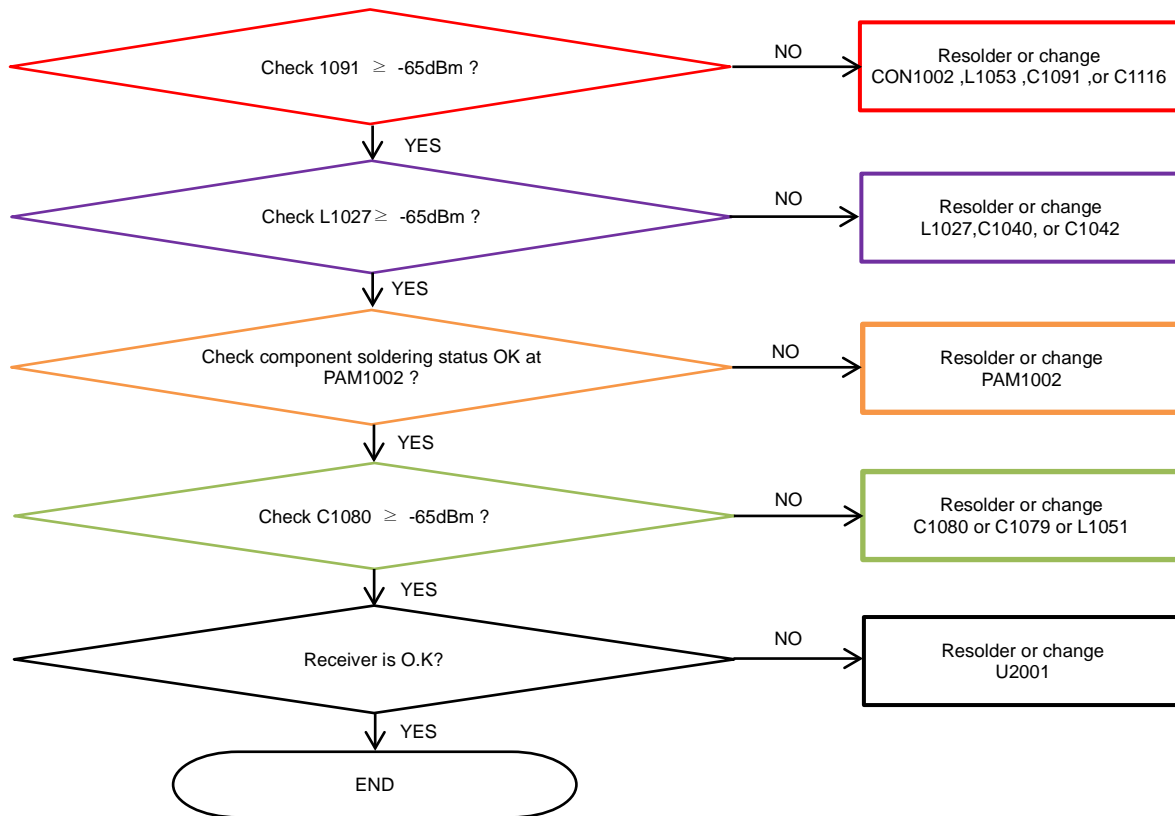 Check 1091 ≥ -65dBm ?
NO
Resolder or change
CON1002 ,L1053 ,C1091 ,or C1116
YES
Check L1027≥ -65dBm ?
NO
Resolder or change
L1027,C1040, or C1042
YES
Check component soldering status OK at
PAM1002 ?
NO
Resolder or change
PAM1002
YES
Check C1080 ≥ -65dBm ?
NO
Resolder or change
C1080 or C1079 or L1051
YES
Receiver is O.K?
NO
Resolder or change
U2001
YES
END